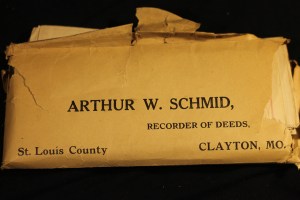 ARTHUR W. SCHMID,
RECORDER OF DEEDS,
St. Louis County CLAYTON, MO.